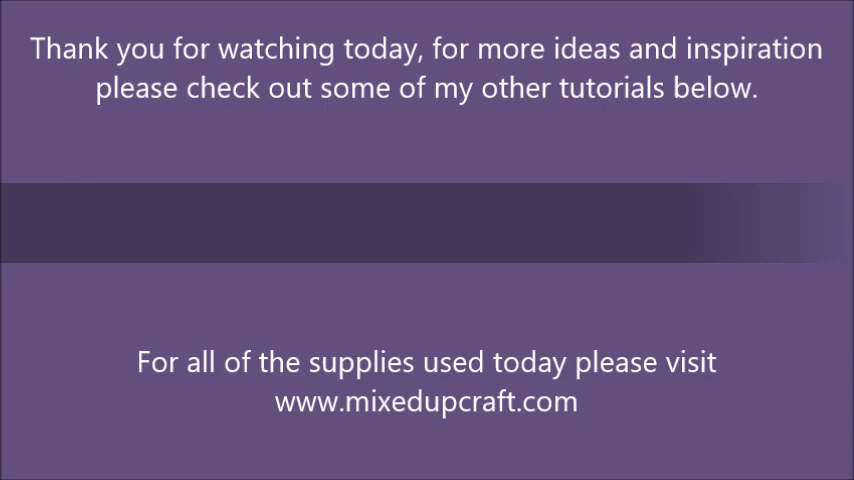 Thank you for watching today, for more ideas and inspiration
please check out some of my other tutorials below.
For all of the supplies used today please visit
www.mixedupcraft.com